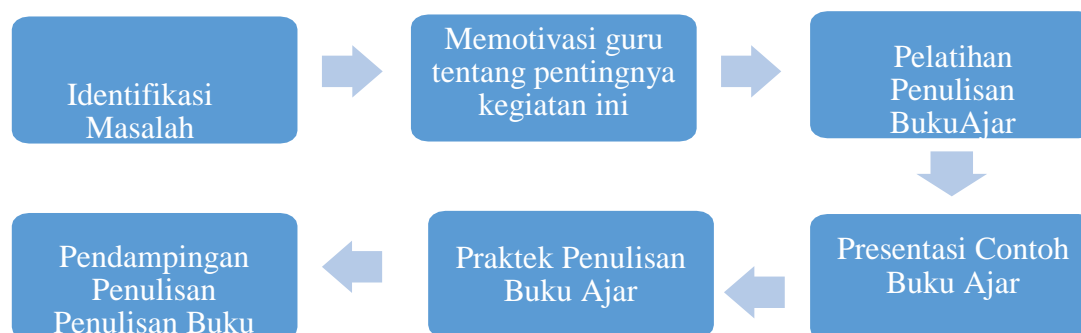 Identifikasi
Masalah
Memotivasi guru
tentang pentingnya
kegiatan ini
Pelatihan
Penulisan
BukuAjar
Presentasi Contoh
Buku Ajar
Praktek Penulisan
Buku Ajar
Pendampingan
Penulisan
Penulisan Buku